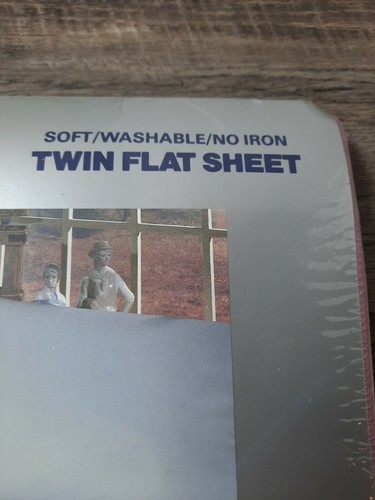 SOFT/WASHABLE/NO IRON
TWIN FLAT SHEET